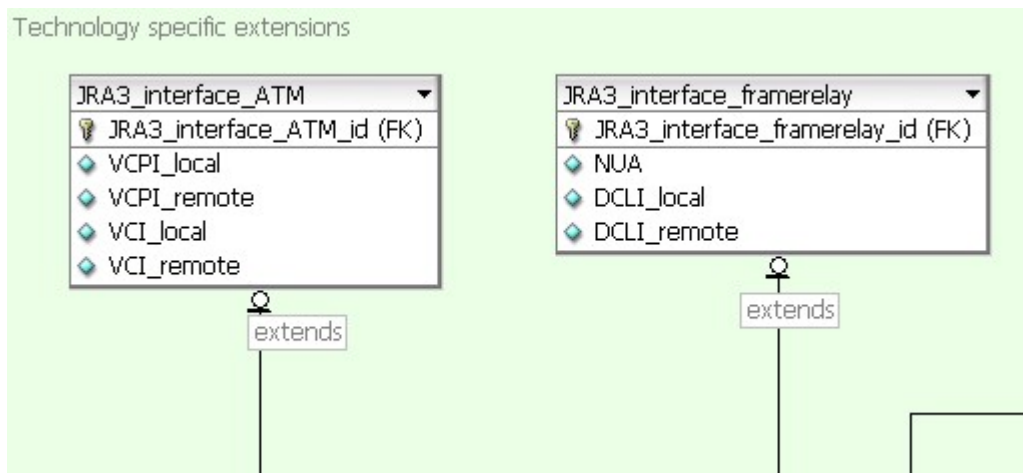 Technology specific extensions
JRA3_interface_ATM
JRA3_interface_ATM_id (FK)
VCPI_local
VCPI_remote
VCI_local
VCI_remote
extends
JRA3_interface_framerelay
JRA3_interface_framerelay_id (FK)
NUA
DCLI_local
DCLI_remote
extends